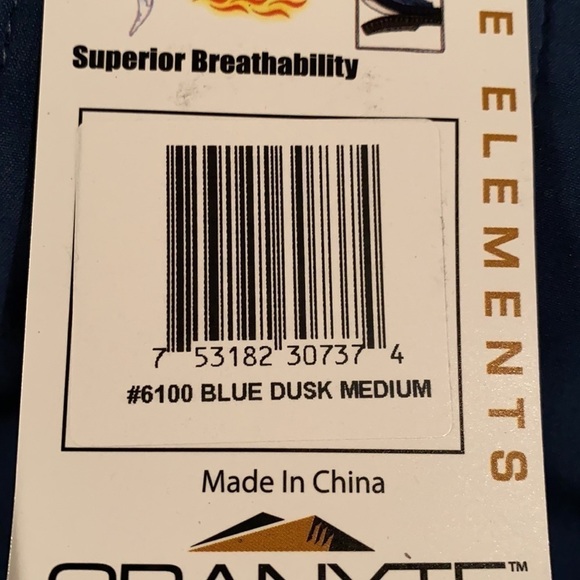 Superior Breathability
E ELEMENTS
7 53182 30737 4
#6100 BLUE DUSK MEDIUM
Made In China